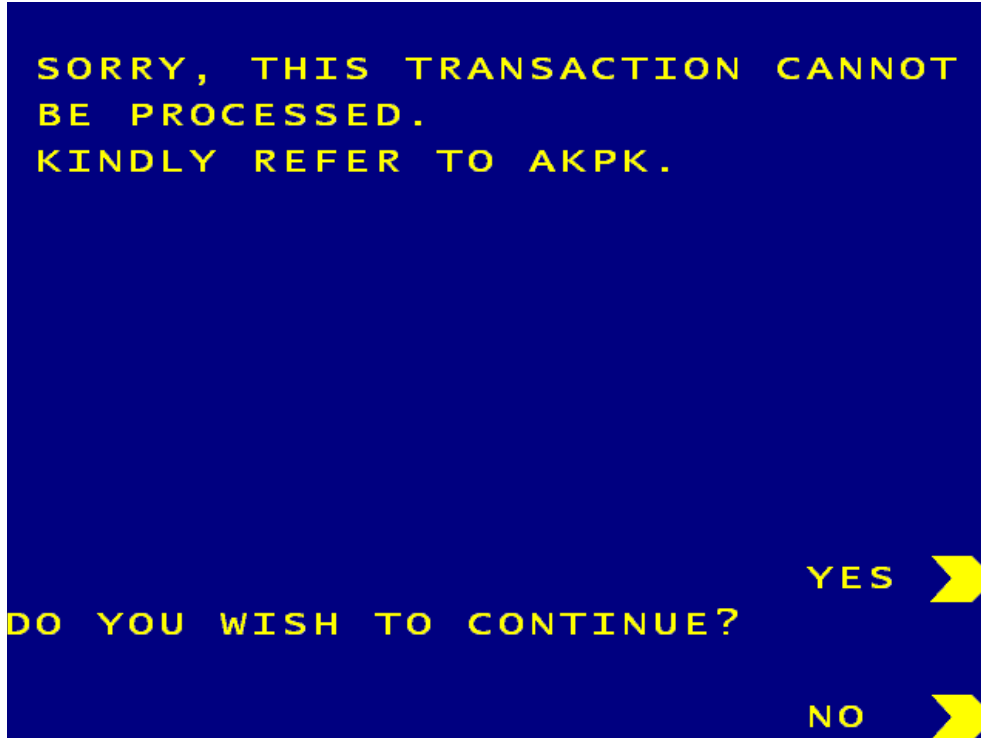 SORRY, THIS TRANSACTION CANNOT
BE PROCESSED.
KINDLY REFER TO AKPK.
YES
DO YOU WISH TO CONTINUE?
NO